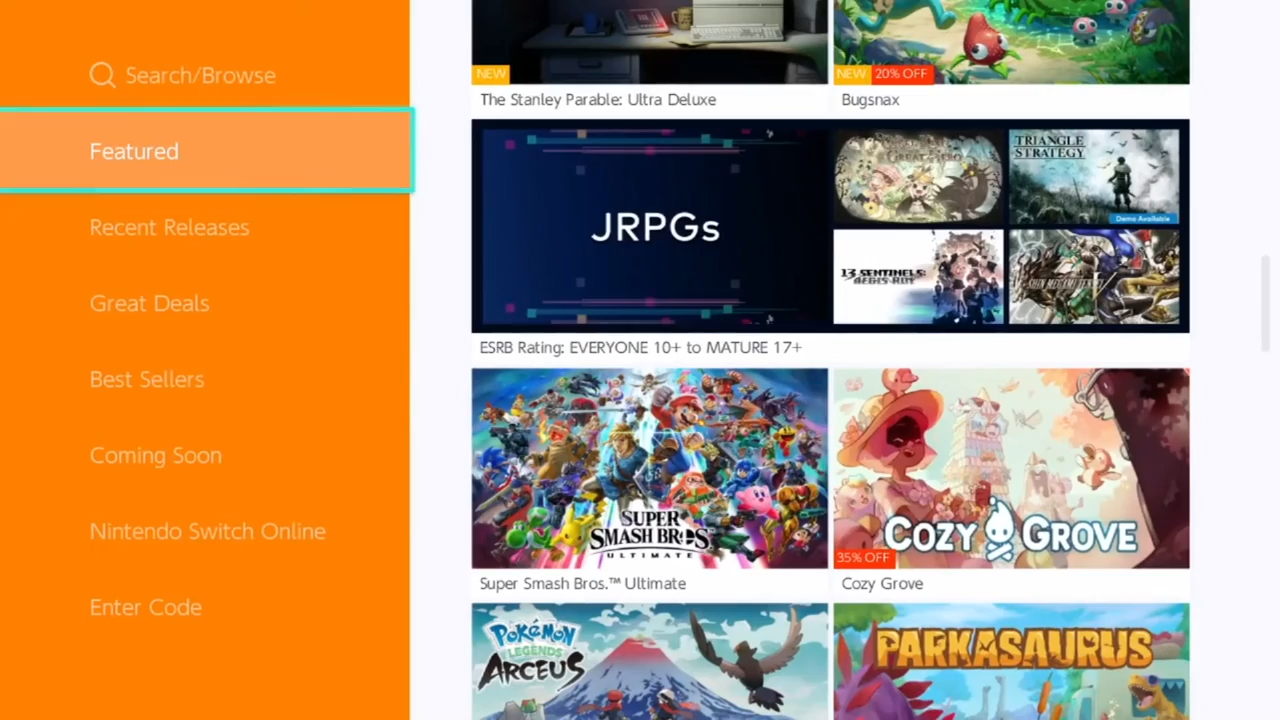 Search/Browse
Featured
Recent Releases
Great Deals
Best Sellers
Coming Soon
Nintendo Switch Online
Enter Code
NEW
The Stanley Parable: Ultra Deluxe
NEW 20% OFF
Bugsnax
JRPGs
TRIANGLE
STRATEGY
Demo Available
13 SENTINELS:
AEGIS RIM
SHIN MEGAMI TENSEI
ESRB Rating: EVERYONE 10+ to MATURE 17+
SUPER
SMASH BROS.
ULTIMATE
Super Smash Bros.™ Ultimate
COZY GROVE
35% OFF
Cozy Grove
POKéMON
LEGENDS
ARCEUS
PARKASAURUS